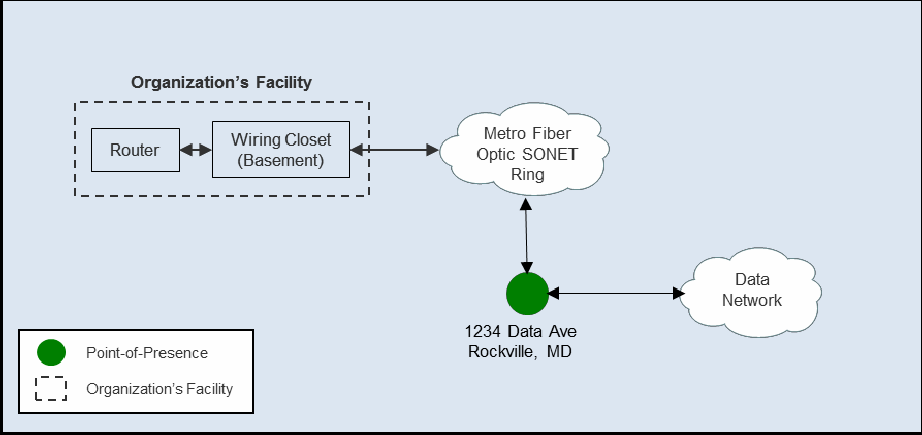 Organization's Facility
Router
Wiring Closet
(Basement)
Metro Fiber
Optic SONET
Ring
Data
Network
1234 Data Ave
Rockville, MD
Point-of-Presence
Organization's Facility